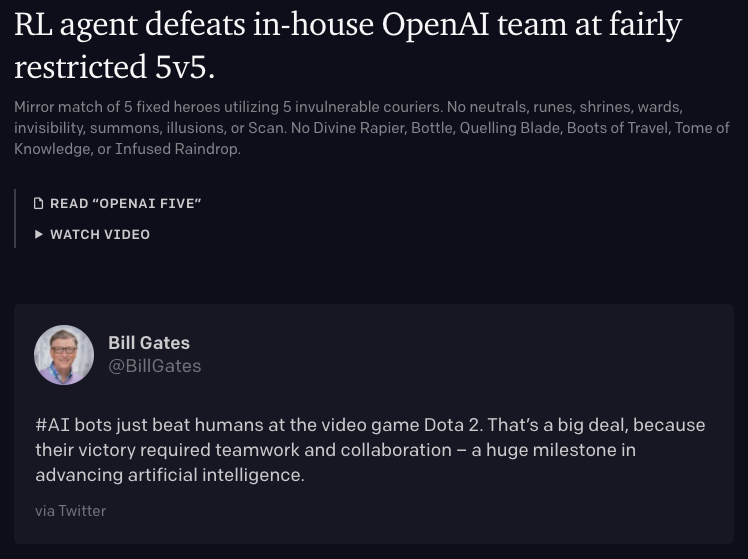 RL agent defeats in-house OpenAI team at fairly
restricted 5v5.
Mirror match of 5 fixed heroes utilizing 5 invulnerable couriers. No neutrals, runes, shrines, wards,
invisibility, summons, illusions, or Scan. No Divine Rapier, Bottle, Quelling Blade, Boots of Travel, Tome of
Knowledge, or Infused Raindrop.
READ “OPENAI FIVE”
WATCH VIDEO
Bill Gates
@BillGates
#AI bots just beat humans at the video game Dota 2. That’s a big deal, because
their victory required teamwork and collaboration – a huge milestone in
advancing artificial intelligence.
via Twitter